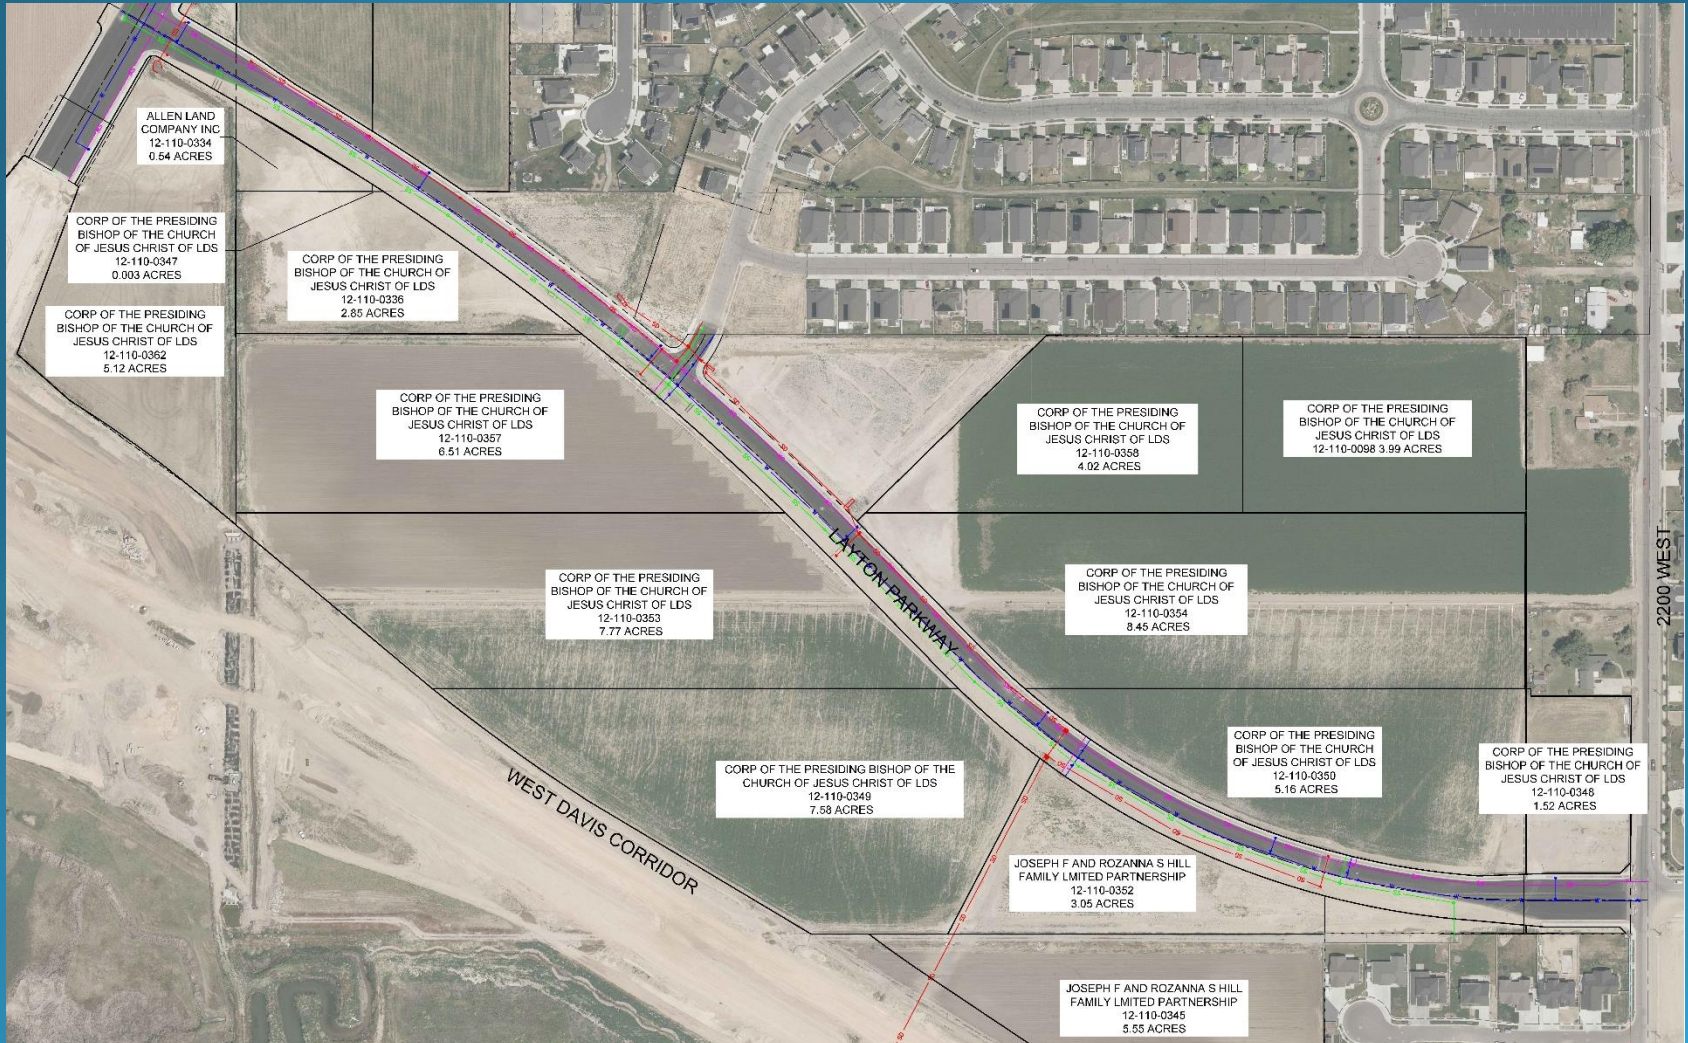 ALLEN LAND
COMPANY INC
12-110-0334
0.54 ACRES
CORP OF THE PRESIDING
BISHOP OF THE CHURCH
OF JESUS CHRIST OF LDS
12-110-0347
0.003 ACRES
CORP OF THE PRESIDING
BISHOP OF THE CHURCH OF
JESUS CHRIST OF LDS
12-110-0336
2.85 ACRES
CORP OF THE PRESIDING
BISHOP OF THE CHURCH OF
JESUS CHRIST OF LDS
12-110-0362
5.12 ACRES
CORP OF THE PRESIDING
BISHOP OF THE CHURCH OF
JESUS CHRIST OF LDS
12-110-0357
6.51 ACRES
CORP OF THE PRESIDING
BISHOP OF THE CHURCH OF
JESUS CHRIST OF LDS
12-110-0358
4.02 ACRES
CORP OF THE PRESIDING
BISHOP OF THE CHURCH OF
JESUS CHRIST OF LDS
12-110-0098 3.99 ACRES
LAYTON PARKWAY
2200 WEST
CORP OF THE PRESIDING
BISHOP OF THE CHURCH OF
JESUS CHRIST OF LDS
12-110-0353
7.77 ACRES
CORP OF THE PRESIDING
BISHOP OF THE CHURCH OF
JESUS CHRIST OF LDS
12-110-0354
8.45 ACRES
WEST DAVIS CORRIDOR
CORP OF THE PRESIDING BISHOP OF THE
CHURCH OF JESUS CHRIST OF LDS
12-110-0349
7.58 ACRES
CORP OF THE PRESIDING
BISHOP OF THE CHURCH
OF JESUS CHRIST OF LDS
12-110-0350
5.16 ACRES
CORP OF THE PRESIDING
BISHOP OF THE CHURCH OF
JESUS CHRIST OF LDS
12-110-0348
1.52 ACRES
JOSEPH F AND ROZANNA S HILL
FAMILY LMITED PARTNERSHIP
12-110-0352
3.05 ACRES
JOSEPH F AND ROZANNA S HILL
FAMILY LMITED PARTNERSHIP
12-110-0345
5.55 ACRES